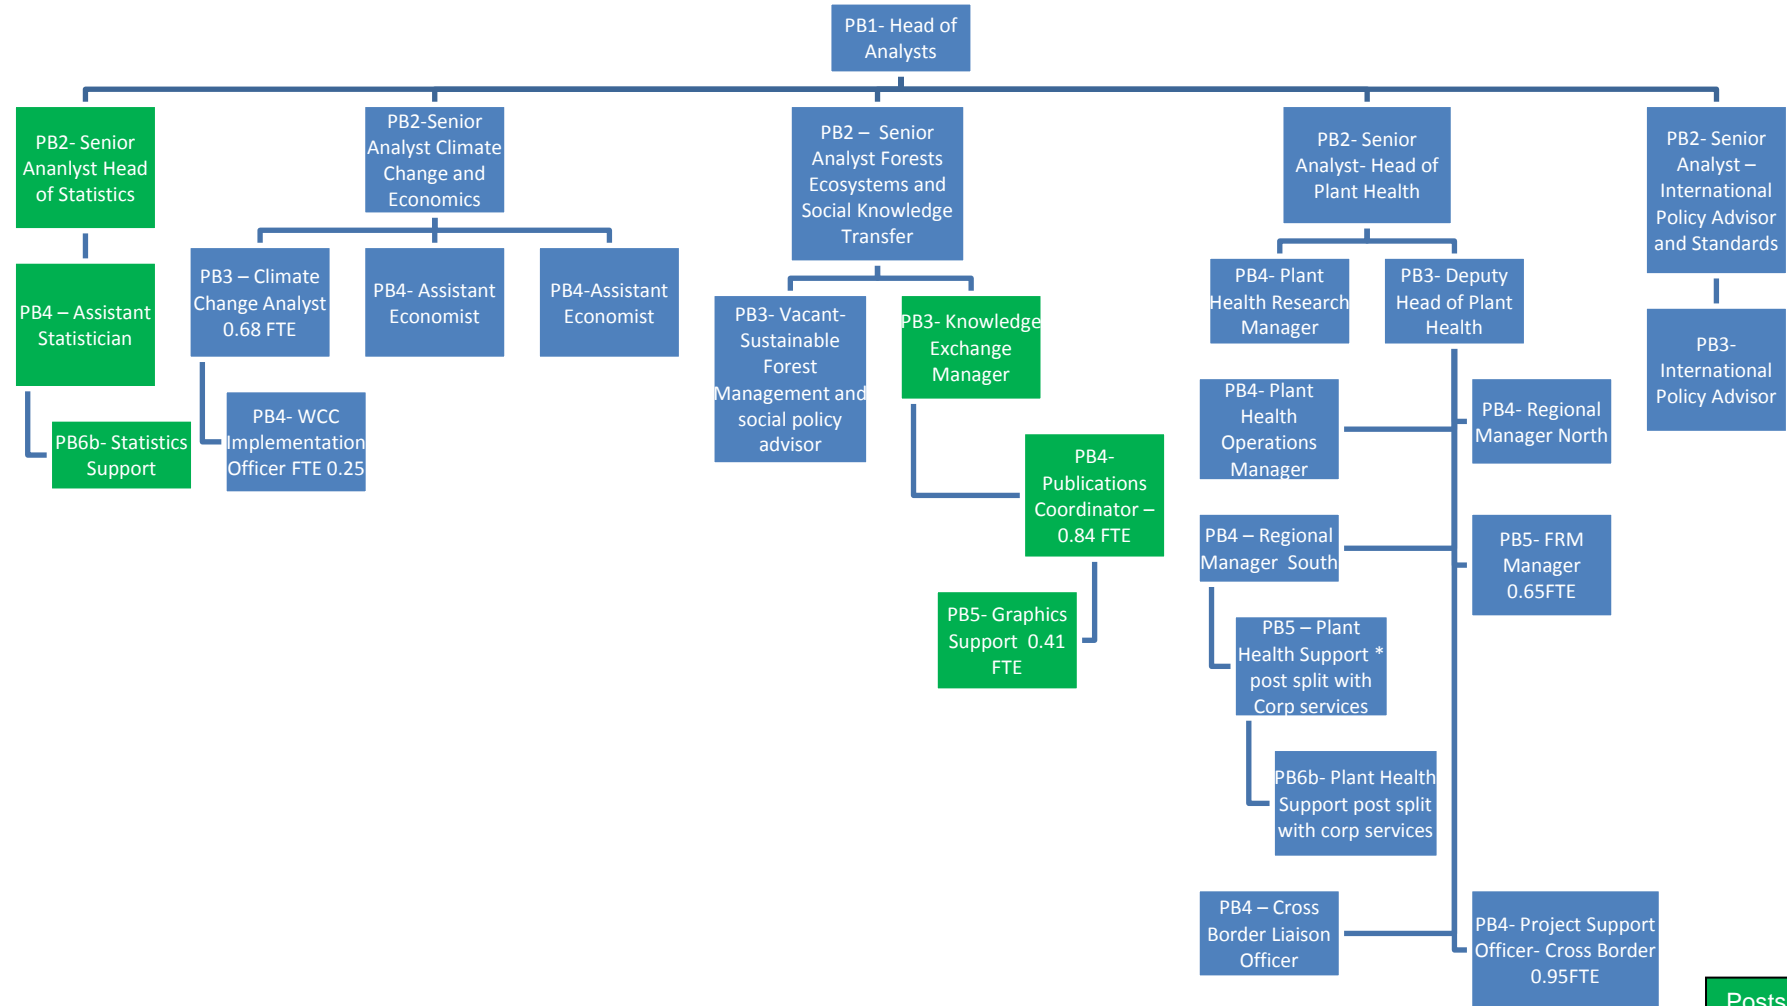 PB1- Head of
Analysts
PB2- Senior
Ananlyst Head
of Statistics
PB2-Senior
Analyst Climate
Change and
Economics
PB2 – Senior
Analyst Forests
Ecosystems and
Social Knowledge
Transfer
PB2- Senior
Analyst- Head of
Plant Health
PB2- Senior
Analyst –
International
Policy Advisor
and Standards
PB4 – Assistant
Statistician
PB6b- Statistics
Support
PB3 – Climate
Change Analyst
0.68 FTE
PB4- Assistant
Economist
PB4-Assistant
Economist
PB4- WCC
Implementation
Officer FTE 0.25
PB3- Vacant-
Sustainable
Forest
Management and
social policy
advisor
PB3- Knowledge
Exchange
Manager
PB4-
Publications
Coordinator –
0.84 FTE
PB5- Graphics
Support 0.41
FTE
PB4- Plant
Health Research
Manager
PB3- Deputy
Head of Plant
Health
PB4- Plant
Health
Operations
Manager
PB4- Regional
Manager North
PB4 – Regional
Manager South
PB5- FRM
Manager
0.65FTE
PB5 – Plant
Health Support *
post split with
Corp services
PB6b- Plant Health
Support post split
with corp services
PB4 – Cross
Border Liaison
Officer
PB4- Project Support
Officer- Cross Border
0.95FTE
PB3-
International
Policy Advisor
Posts